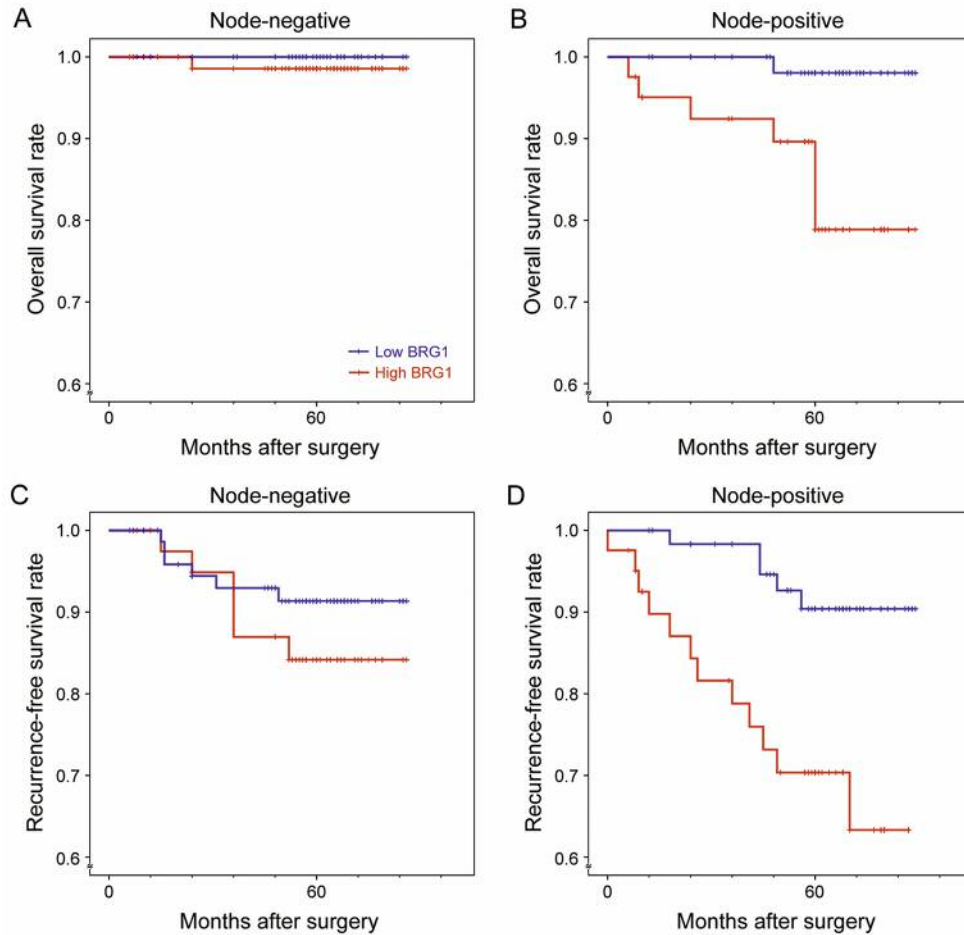 A
Node-negative
Overall survival rate
1.0
0.9
0.8
0.7
0.6
Low BRG1
High BRG1
0
60
Months after surgery
B
Node-positive
Overall survival rate
1.0
0.9
0.8
0.7
0.6
0
60
Months after surgery
C
Node-negative
Recurrence-free survival rate
1.0
0.9
0.8
0.7
0.6
0
60
Months after surgery
D
Node-positive
Recurrence-free survival rate
1.0
0.9
0.8
0.7
0.6
0
60
Months after surgery